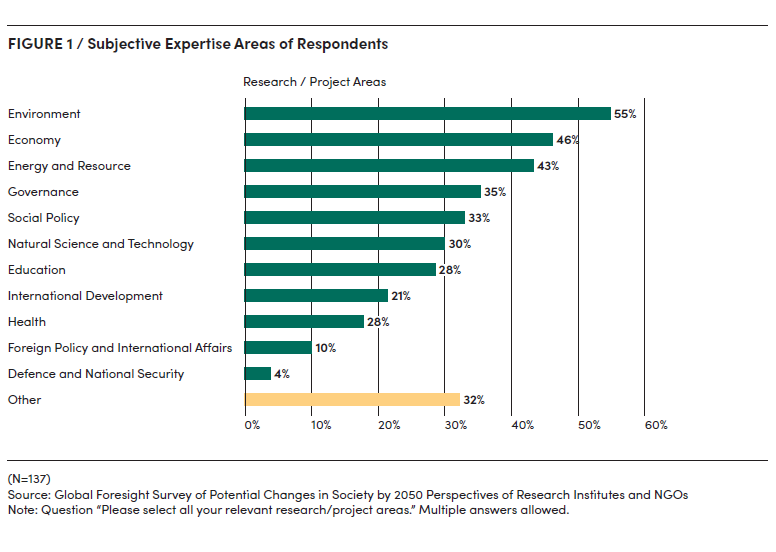 FIGURE 1 / Subjective Expertise Areas of Respondents
Research / Project Areas
Environment 55%
Economy 46%
Energy and Resource 43%
Governance 35%
Social Policy 33%
Natural Science and Technology 30%
Education 28%
International Development 21%
Health 28%
Foreign Policy and International Affairs 10%
Defence and National Security 4%
Other 32%
0% 10% 20% 30% 40% 50% 60%
(N=137)
Source: Global Foresight Survey of Potential Changes in Society by 2050 Perspectives of Research Institutes and NGOs
Note: Question “Please select all your relevant research/project areas.” Multiple answers allowed.